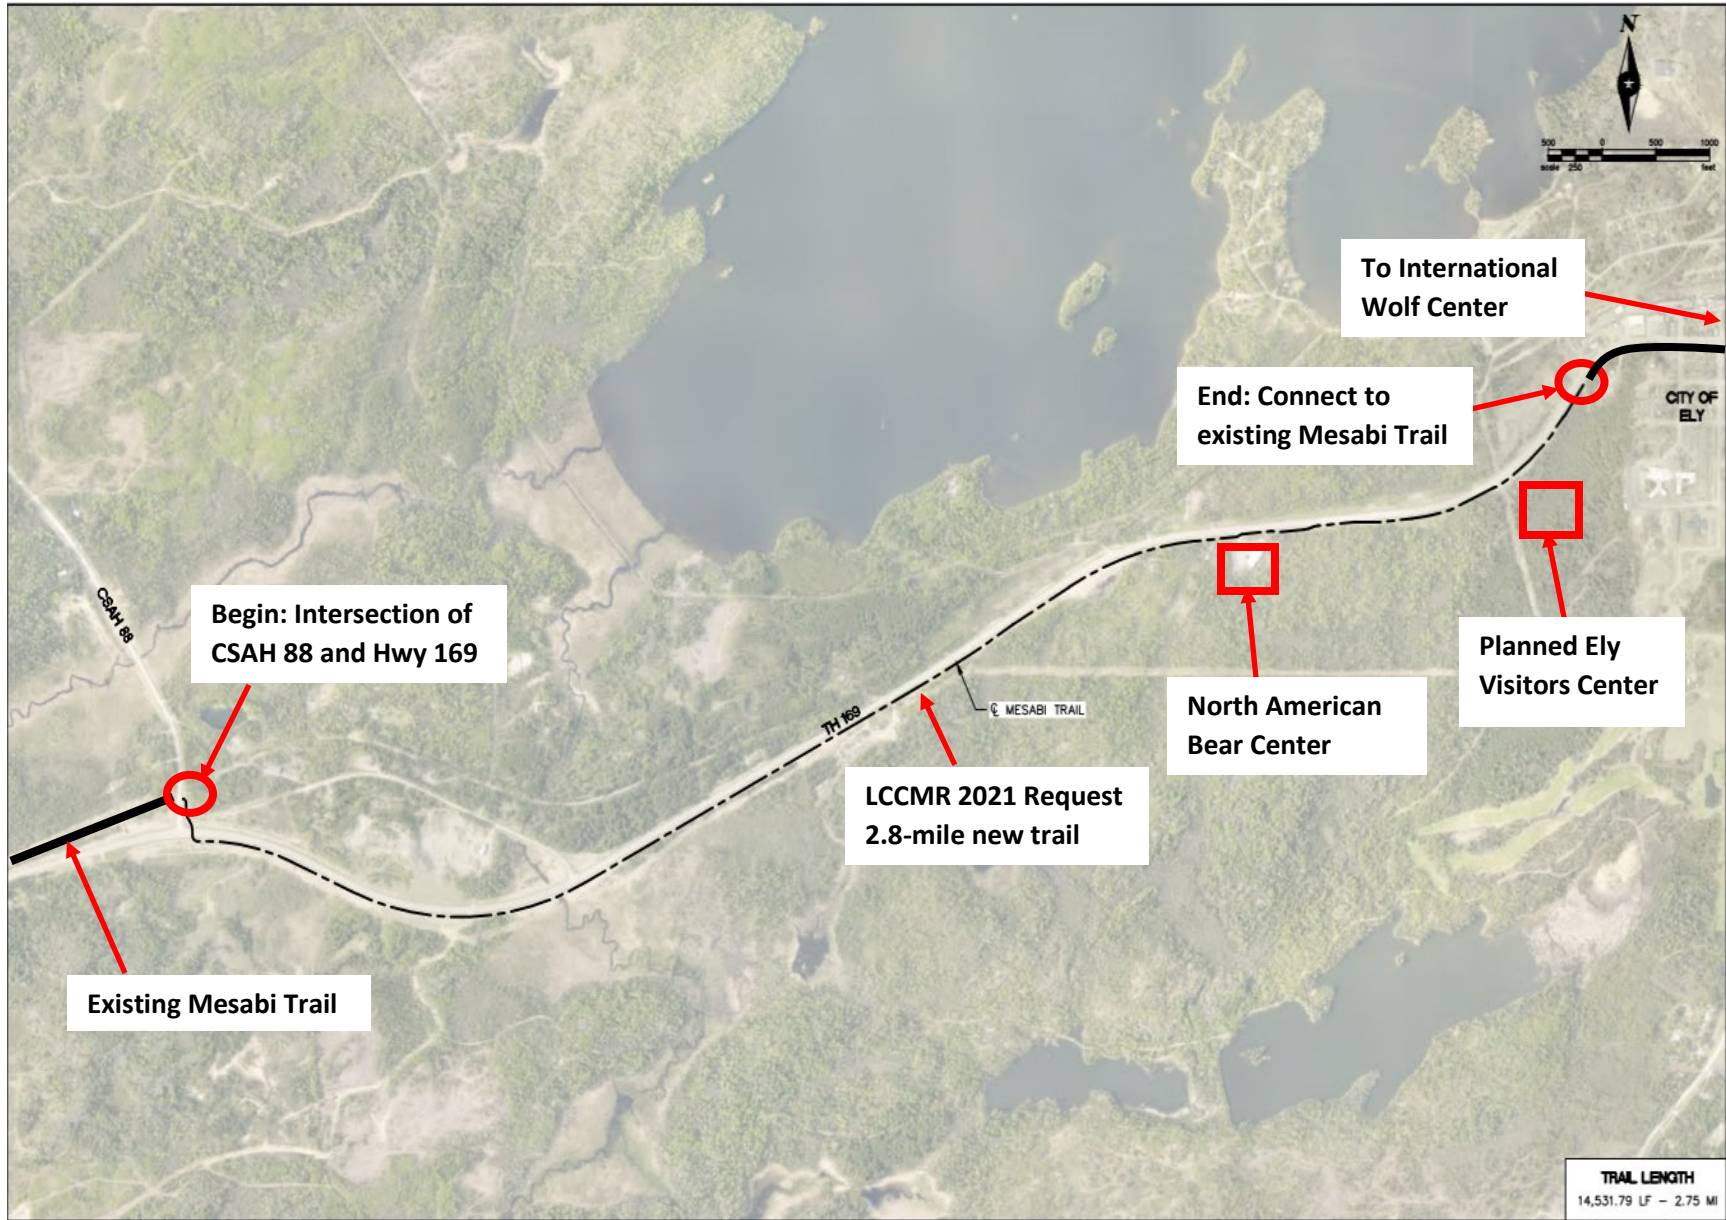 N
500 0 500 1000
scale 250 feet
To International
Wolf Center
End: Connect to
existing Mesabi Trail
CITY OF
ELY
CSAH 88
Begin: Intersection of
CSAH 88 and Hwy 169
Planned Ely
Visitors Center
North American
Bear Center
℄ MESABI TRAIL
TH 169
LCCMR 2021 Request
2.8-mile new trail
Existing Mesabi Trail
TRAIL LENGTH
14,531.79 LF – 2.75 MI